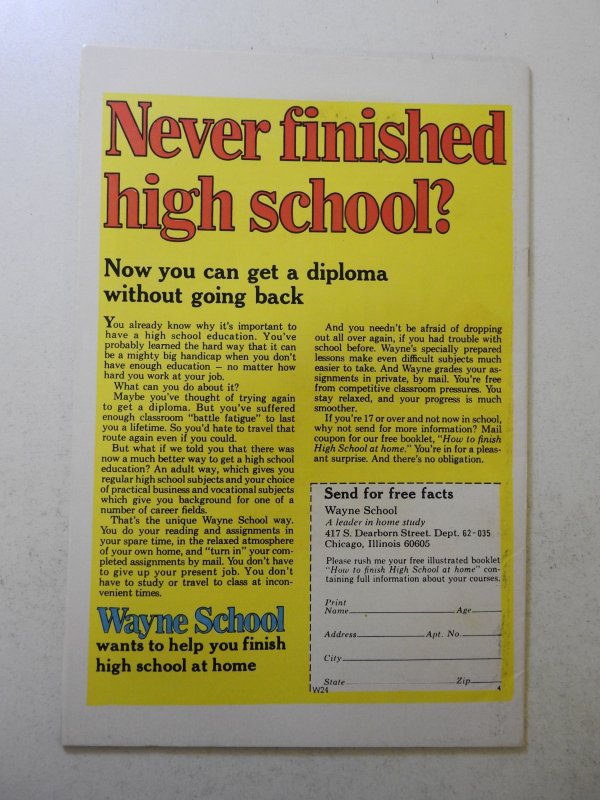 Never finished
high school?
Now you can get a diploma
without going back
You already know why it's important to
have a high school education. You've
probably learned the hard way that it can
be a mighty big handicap when you don't
have enough education – no matter how
hard you work at your job.
What can you do about it?
Maybe you've thought of trying again
to get a diploma. But you've suffered
enough classroom "battle fatigue" to last
you a lifetime. So you'd hate to travel that
route again even if you could.
But what if we told you that there was
now a much better way to get a high school
education? An adult way, which gives you
regular high school subjects and your choice
of practical business and vocational subjects
which give you background for one of a
number of career fields.
That's the unique Wayne School way.
You do your reading and assignments in
your spare time, in the relaxed atmosphere
of your own home, and "turn in" your com-
pleted assignments by mail. You don't have
to give up your present job. You don't
have to study or travel to class at incon-
venient times.
Wayne School
wants to help you finish
high school at home
And you needn't be afraid of dropping
out all over again, if you had trouble with
school before. Wayne's specially prepared
lessons make even difficult subjects much
easier to take. And Wayne grades your as-
signments in private, by mail. You're free
from competitive classroom pressures. You
stay relaxed, and your progress is much
smoother.
If you're 17 or over and not now in school,
why not send for more information? Mail
coupon for our free booklet, "How to finish
High School at home." You're in for a pleas-
ant surprise. And there's no obligation.
Send for free facts
Wayne School
A leader in home study
417 S. Dearborn Street. Dept. 62-035
Chicago, Illinois 60605
Please rush me your free illustrated booklet
"How to finish High School at home" con-
taining full information about your courses.
Print
Name Age
Address Apt. No.
City
State Zip
W24 4